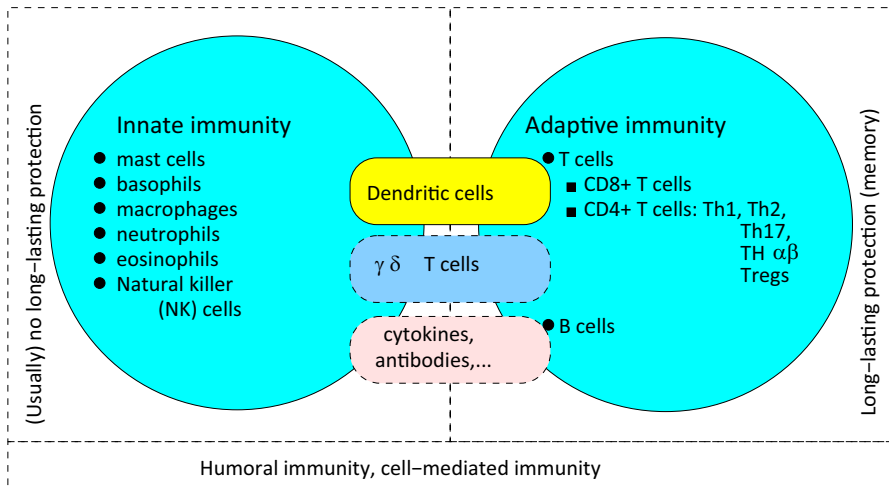 (Usually) no long−lasting protection
Innate immunity
mast cells
basophils
macrophages
neutrophils
eosinophils
Natural killer
(NK) cells
Dendritic cells
γ δ T cells
cytokines,
antibodies,...
Adaptive immunity
T cells
CD8+ T cells
CD4+ T cells: Th1, Th2,
Th17,
TH αβ
Tregs
B cells
Long−lasting protection (memory)
Humoral immunity, cell−mediated immunity